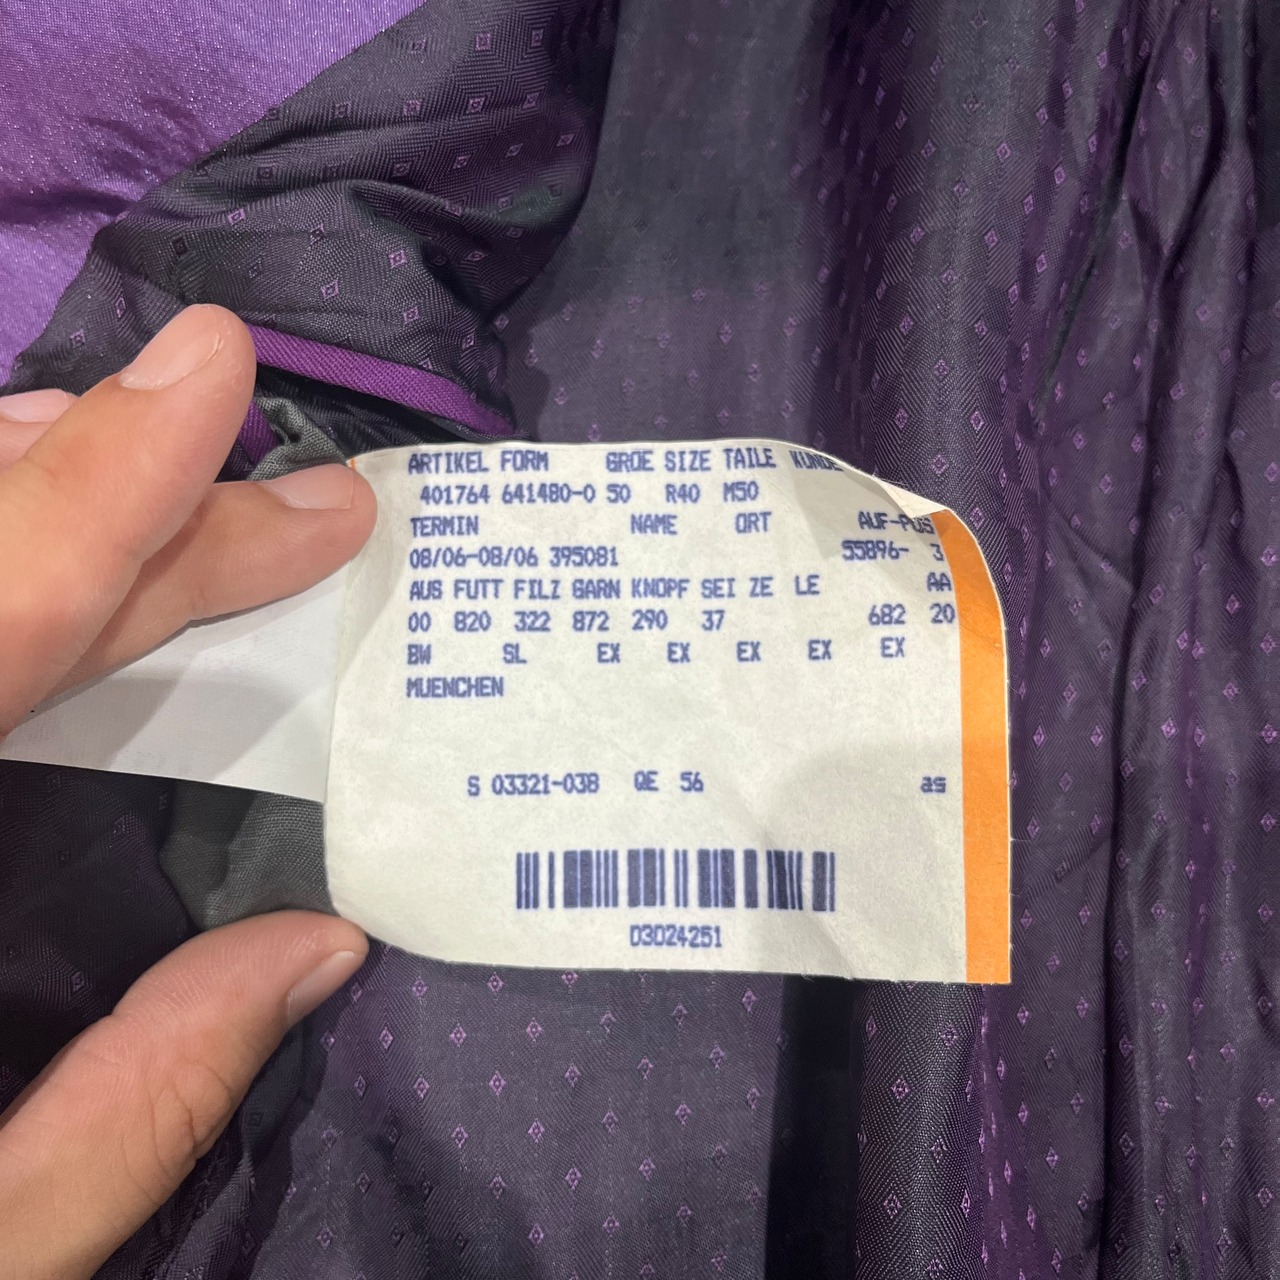 ARTIKEL FORM GROE SIZE TAILE KUNDE
401764 641480-0 50 R40 M50
TERMIN NAME ORT AUF-POS
08/06-08/06 395081 55896- 3
AUS FUTT FILZ GARN KNOPF SEI ZE LE AA
00 820 322 872 290 37 682 20
BW SL EX EX EX EX EX
MUENCHEN
S 03321-038 QE 56 as
03024251